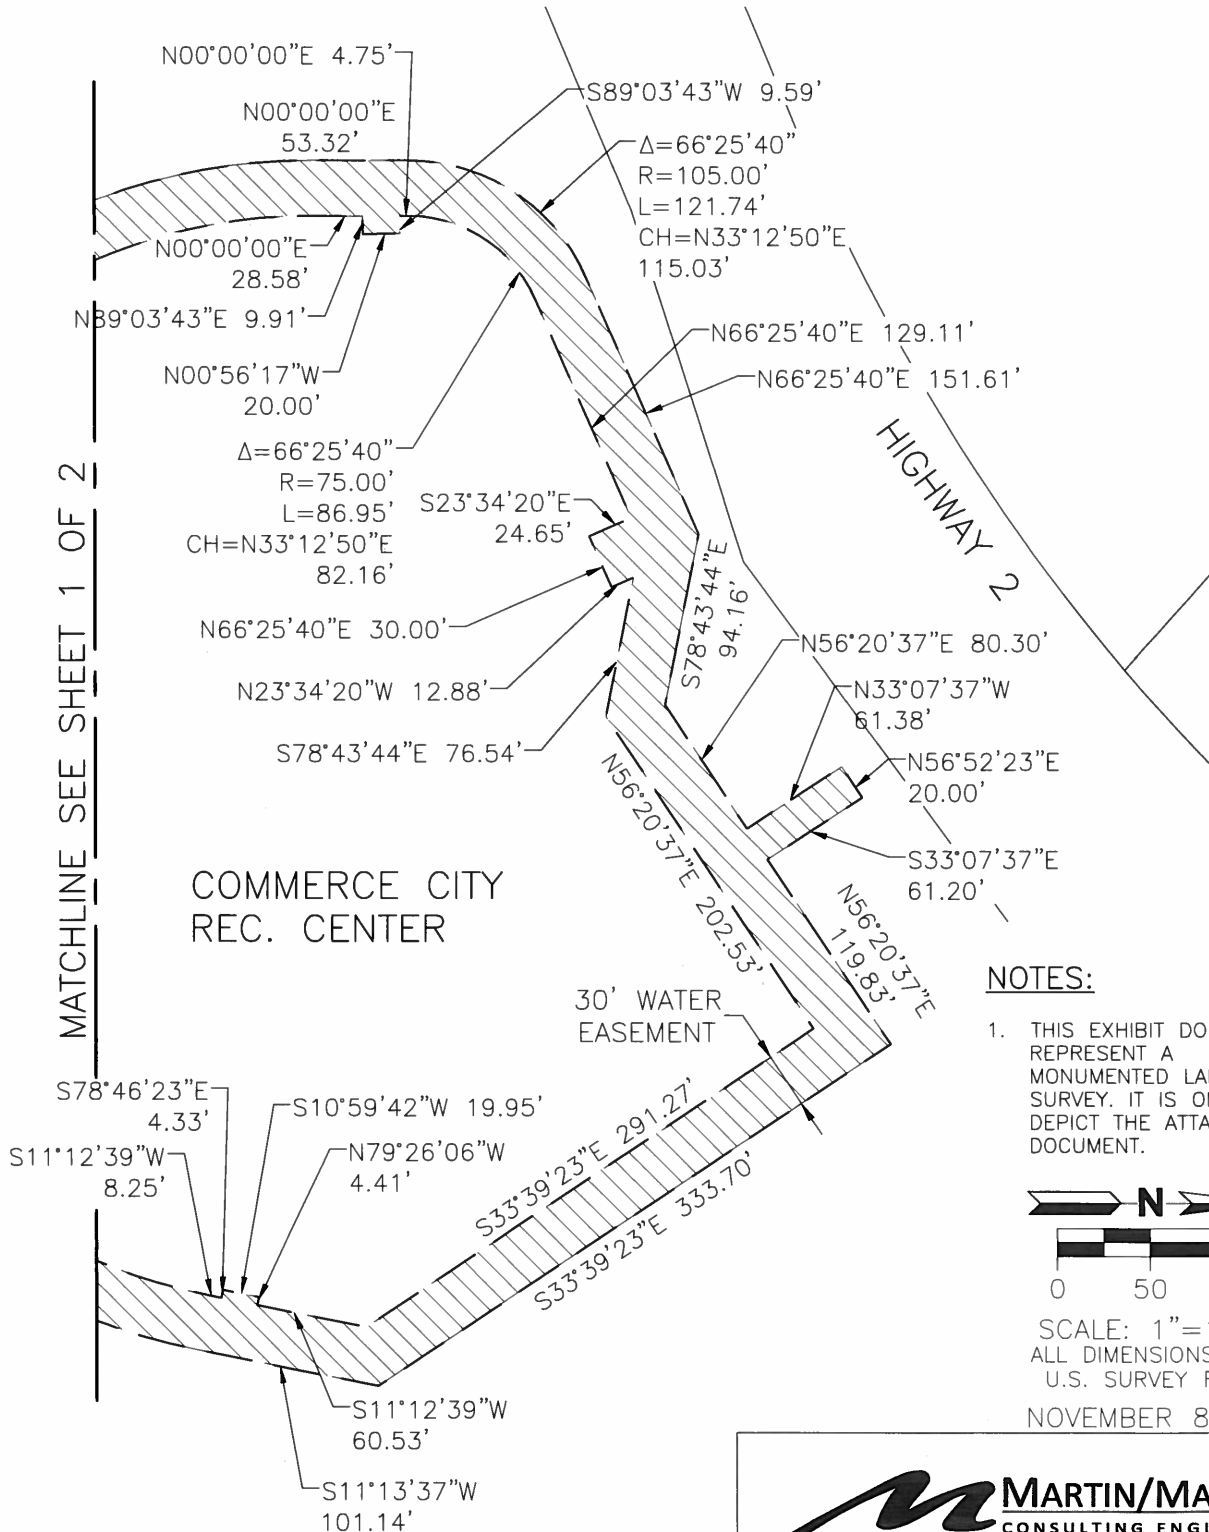 N00°00'00"E 4.75'
S89°03'43"W 9.59'
N00°00'00"E
53.32'
Δ=66°25'40"
R=105.00'
L=121.74'
CH=N33°12'50"E
115.03'
N00°00'00"E
28.58'
N89°03'43"E 9.91'
N66°25'40"E 129.11'
N00°56'17"W
20.00'
N66°25'40"E 151.61'
HIGHWAY 2
Δ=66°25'40"
R=75.00'
L=86.95'
CH=N33°12'50"E
82.16'
S23°34'20"E
24.65'
MATCHLINE SEE SHEET 1 OF 2
S78°43'44"E
94.16'
N66°25'40"E 30.00'
N56°20'37"E 80.30'
N23°34'20"W 12.88'
N33°07'37"W
61.38'
S78°43'44"E 76.54'
N56°52'23"E
20.00'
N56°20'37"E 202.53'
S33°07'37"E
61.20'
COMMERCE CITY
REC. CENTER
N56°20'37"E
119.83'
30' WATER
EASEMENT
NOTES:
1. THIS EXHIBIT DO
REPRESENT A
MONUMENTED LA
SURVEY. IT IS O
DEPICT THE ATTA
DOCUMENT.
S78°46'23"E
4.33'
S10°59'42"W 19.95'
S11°12'39"W
8.25'
N79°26'06"W
4.41'
S33°39'23"E 291.27'
S33°39'23"E 333.70'
N
0 50
SCALE: 1"=
ALL DIMENSIONS
U.S. SURVEY F
NOVEMBER 8
S11°12'39"W
60.53'
S11°13'37"W
101.14'
MARTIN/MA
CONSULTING ENGI